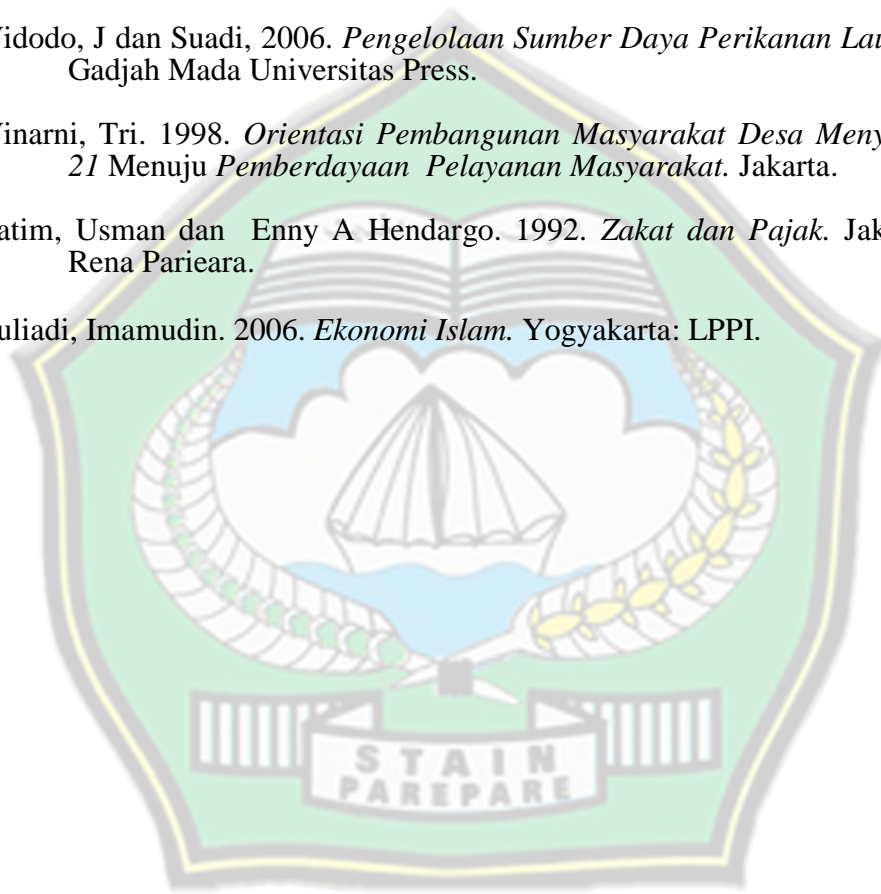 idodo, J dan Suadi, 2006. Pengelolaan Sumber Daya Perikanan Lau
Gadjah Mada Universitas Press.
inarni, Tri. 1998. Orientasi Pembangunan Masyarakat Desa Meny
21 Menuju Pemberdayaan Pelayanan Masyarakat. Jakarta.
atim, Usman dan Enny A Hendargo. 1992. Zakat dan Pajak. Jak
Rena Parieara.
uliadi, Imamudin. 2006. Ekonomi Islam. Yogyakarta: LPPI.
STAIN
PAREPARE